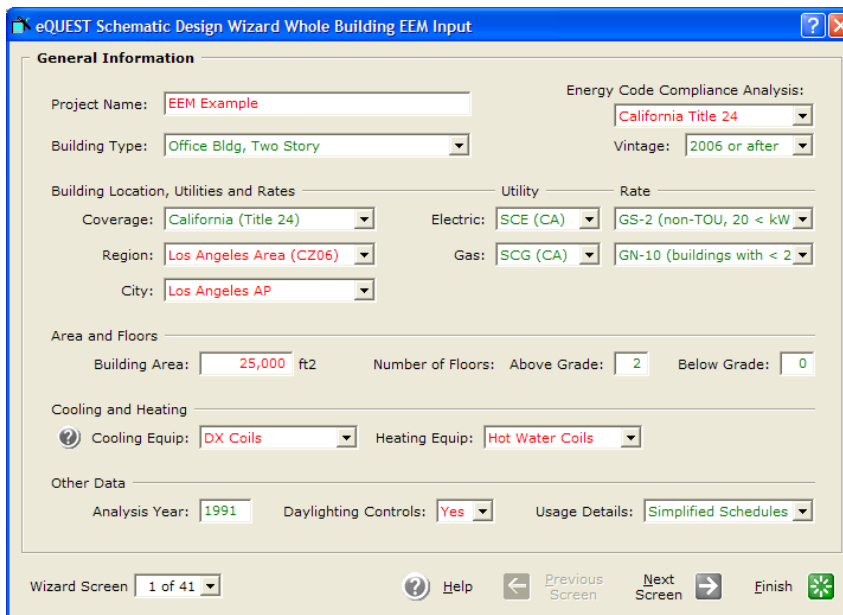 eQUEST Schematic Design Wizard Whole Building EEM Input
General Information
Project Name: EEM Example
Energy Code Compliance Analysis:
California Title 24
Building Type: Office Bldg, Two Story
Vintage: 2006 or after
Building Location, Utilities and Rates Utility Rate
Coverage: California (Title 24) Electric: SCE (CA) GS-2 (non-TOU, 20 < kW
Region: Los Angeles Area (CZ06) Gas: SCG (CA) GN-10 (buildings with < 2
City: Los Angeles AP
Area and Floors
Building Area: 25,000 ft2 Number of Floors: Above Grade: 2 Below Grade: 0
Cooling and Heating
? Cooling Equip: DX Coils Heating Equip: Hot Water Coils
Other Data
Analysis Year: 1991 Daylighting Controls: Yes Usage Details: Simplified Schedules
Wizard Screen 1 of 41 ? Help Previous Screen Next Screen Finish